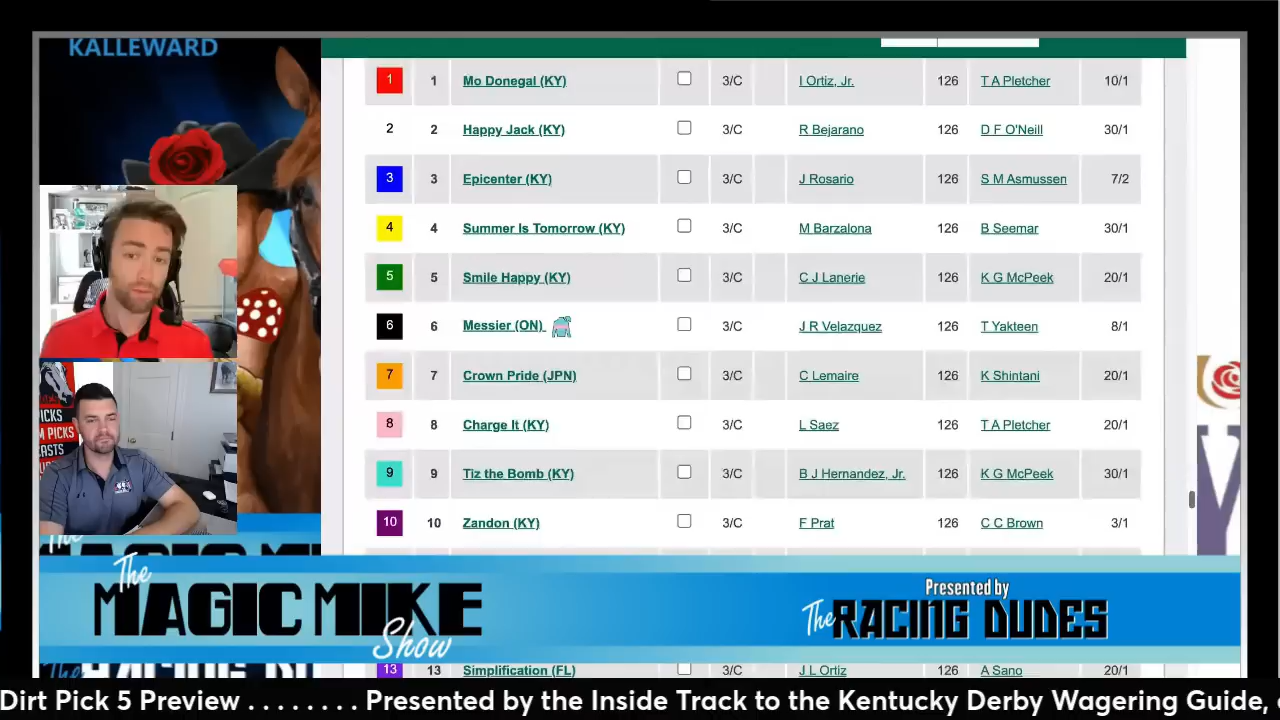 KALLEWARD
1 1 Mo Donegal (KY) 3/C I Ortiz, Jr. 126 T A Pletcher 10/1
2 2 Happy Jack (KY) 3/C R Bejarano 126 D F O'Neill 30/1
3 3 Epicenter (KY) 3/C J Rosario 126 S M Asmussen 7/2
4 4 Summer Is Tomorrow (KY) 3/C M Barzalona 126 B Seemar 30/1
5 5 Smile Happy (KY) 3/C C J Lanerie 126 K G McPeek 20/1
6 6 Messier (ON) 3/C J R Velazquez 126 T Yakteen 8/1
7 7 Crown Pride (JPN) 3/C C Lemaire 126 K Shintani 20/1
8 8 Charge It (KY) 3/C L Saez 126 T A Pletcher 20/1
9 9 Tiz the Bomb (KY) 3/C B J Hernandez, Jr. 126 K G McPeek 30/1
10 10 Zandon (KY) 3/C F Prat 126 C C Brown 3/1
PICKS
M PICKS
ASTS
The
MAGIC MIKE
Show
Presented by
The RACING DUDES
13 13 Simplification (FL) 3/C J L Ortiz 126 A Sano 20/1
Dirt Pick 5 Preview . . . . . . . . Presented by the Inside Track to the Kentucky Derby Wagering Guide,